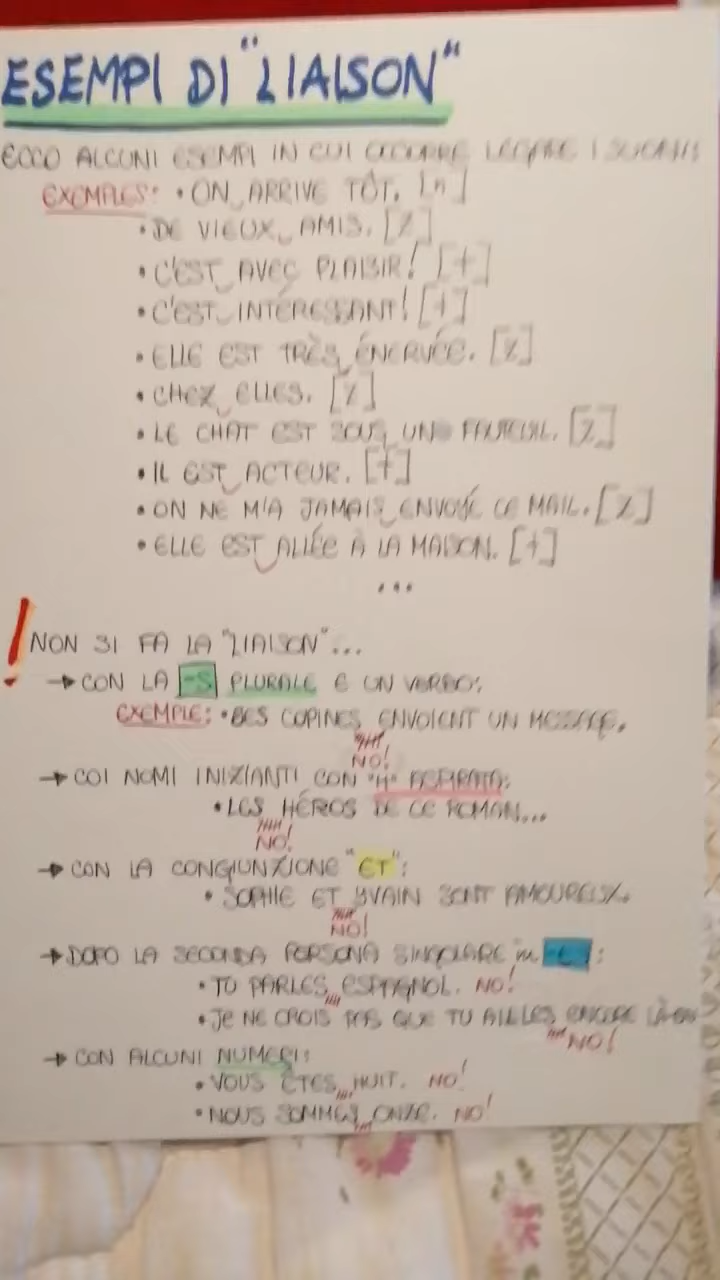 ESEMPI DI "LIAISON"
ECCO ALCUNI ESEMPI IN CUI OCCORRE LEGARE I SUONI:
EXEMPLES: • ON ARRIVE TÔT. [n]
• DE VIEUX AMIS. [Z]
• C'EST AVEC PLAISIR! [t]
• C'EST INTÉRESSANT! [t]
• ELLE EST TRÈS ÉNERVÉE. [Z]
• CHEZ ELLES. [Z]
• LE CHAT EST SOUS UN FAUTEUIL. [Z]
• IL EST ACTEUR. [t]
• ON NE M'A JAMAIS ENVOYÉ CE MAIL. [Z]
• ELLE EST ALLÉE À LA MAISON. [t]
...
! NON SI FA LA "LIAISON"...
→ CON LA -S PLURALE E UN VERBO:
EXEMPLE: • COPINES ENVOIENT UN MESSAGE.
NO!
→ COI NOMI INIZIANTI CON "H" ASPIRATA:
• LES HÉROS DE CE ROMAN...
NO!
→ CON LA CONGIUNZIONE "ET":
• SOPHIE ET YVAIN SONT AMOUREUX.
NO!
→ DOPO LA SECONDA PERSONA SINGOLARE in :
• TU PARLES ESPAGNOL. NO!
• JE NE CROIS PAS QUE TU AILLES ENCORE
NO!
→ CON ALCUNI NUMERI:
• VOUS ÊTES HUIT. NO!
• NOUS SOMMES ONZE. NO!